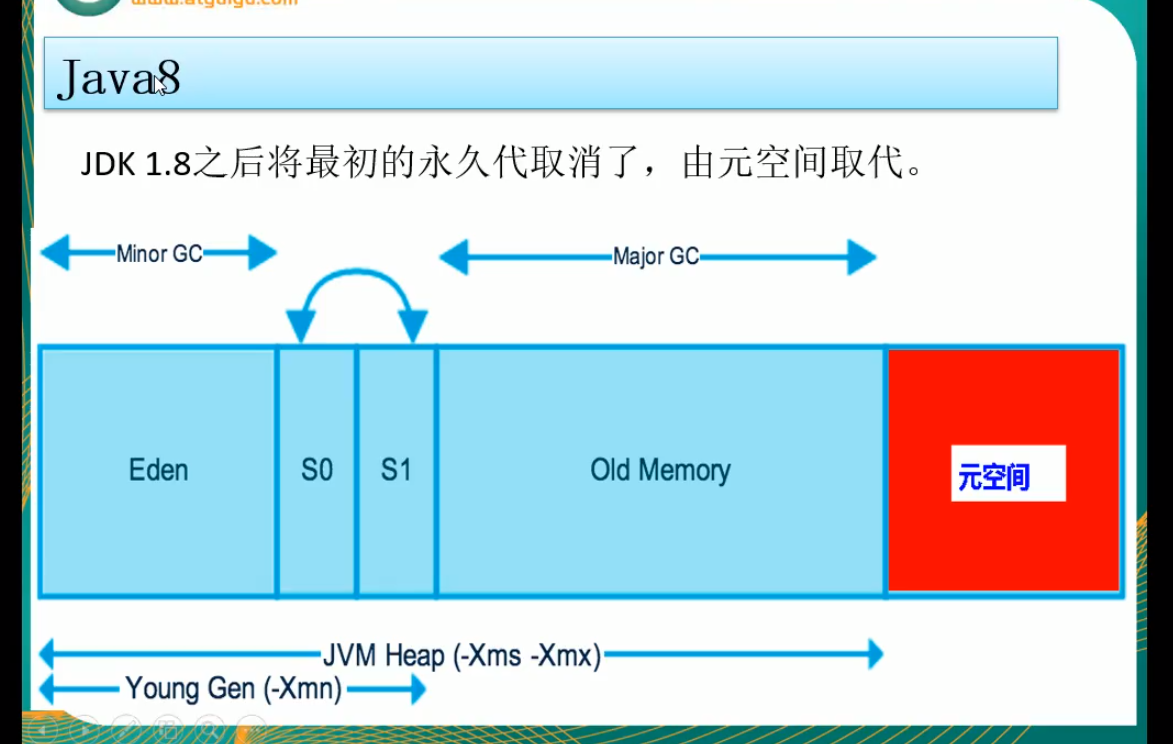 www.atguigu.com
Java8
JDK 1.8之后将最初的永久代取消了，由元空间取代。
Minor GC
Major GC
Eden
S0
S1
Old Memory
元空间
JVM Heap (-Xms -Xmx)
Young Gen (-Xmn)